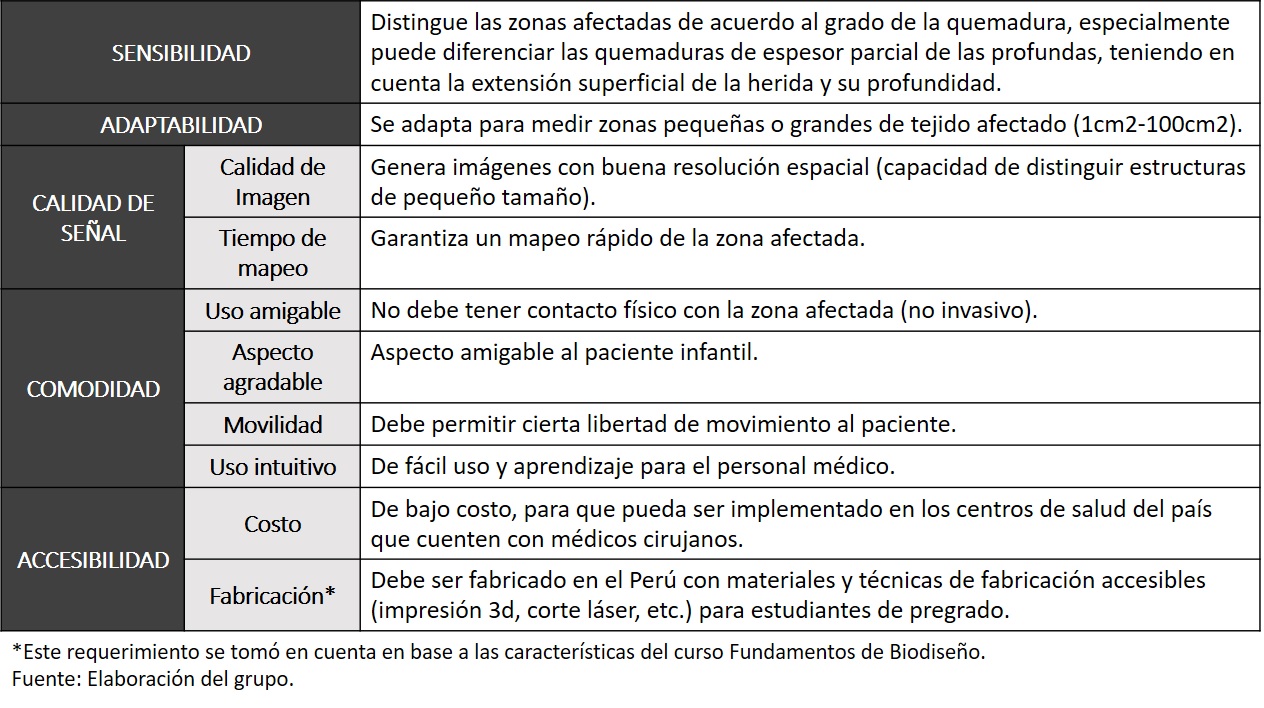 SENSIBILIDAD
Distingue las zonas afectadas de acuerdo al grado de la quemadura, especialmente
puede diferenciar las quemaduras de espesor parcial de las profundas, teniendo en
cuenta la extensión superficial de la herida y su profundidad.
ADAPTABILIDAD
Se adapta para medir zonas pequeñas o grandes de tejido afectado (1cm2-100cm2).
CALIDAD DE
SEÑAL
Calidad de
Imagen
Genera imágenes con buena resolución espacial (capacidad de distinguir estructuras
de pequeño tamaño).
Tiempo de
mapeo
Garantiza un mapeo rápido de la zona afectada.
COMODIDAD
Uso amigable
No debe tener contacto físico con la zona afectada (no invasivo).
Aspecto
agradable
Aspecto amigable al paciente infantil.
Movilidad
Debe permitir cierta libertad de movimiento al paciente.
Uso intuitivo
De fácil uso y aprendizaje para el personal médico.
ACCESIBILIDAD
Costo
De bajo costo, para que pueda ser implementado en los centros de salud del país
que cuenten con médicos cirujanos.
Fabricación*
Debe ser fabricado en el Perú con materiales y técnicas de fabricación accesibles
(impresión 3d, corte láser, etc.) para estudiantes de pregrado.
*Este requerimiento se tomó en cuenta en base a las características del curso Fundamentos de Biodiseño.
Fuente: Elaboración del grupo.